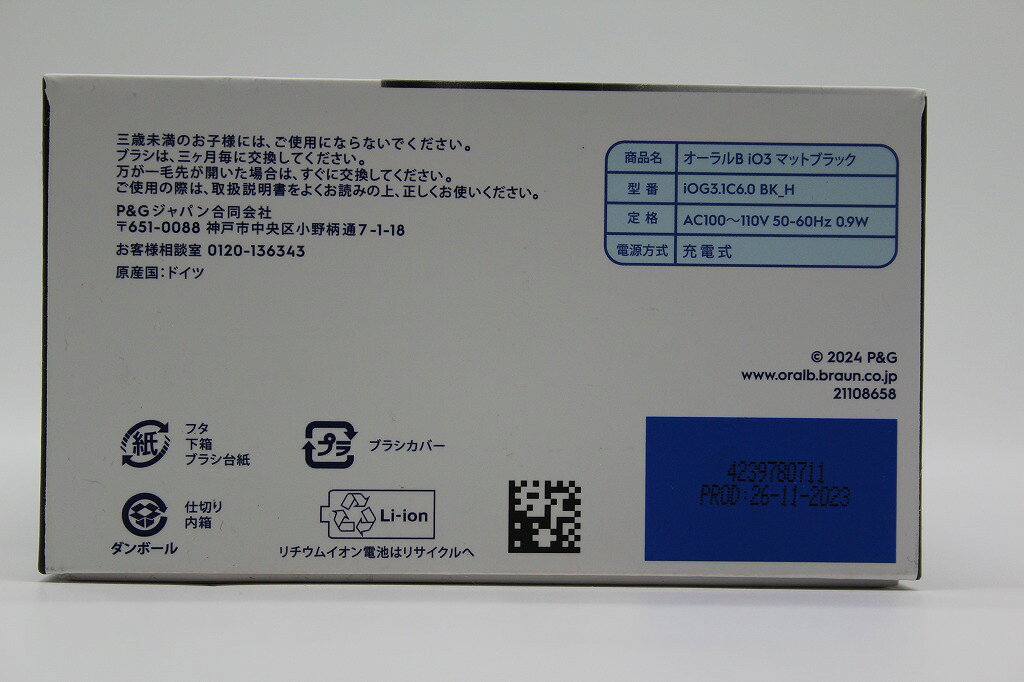 三歳未満のお子様には、ご使用にならないでください。
ブラシは、三ヶ月毎に交換してください。
万が一毛先が開いた場合は、すぐに交換してください。
ご使用の際は、取扱説明書をよくお読みの上、正しくお使いください。
P&Gジャパン合同会社
〒651-0088 神戸市中央区小野柄通7-1-18
お客様相談室 0120-136343
原産国：ドイツ
商品名 オーラルB iO3 マットブラック
型番 iOG3.1C6.0 BK_H
定格 AC100～110V 50-60Hz 0.9W
電源方式 充電式
© 2024 P&G
www.oralb.braun.co.jp
21108658
紙
フタ
下箱
ブラシ台紙
プラ
ブラシカバー
ダンボール
仕切り
内箱
Li-ion
リチウムイオン電池はリサイクルへ
4239780711
PROD: 26-11-2023